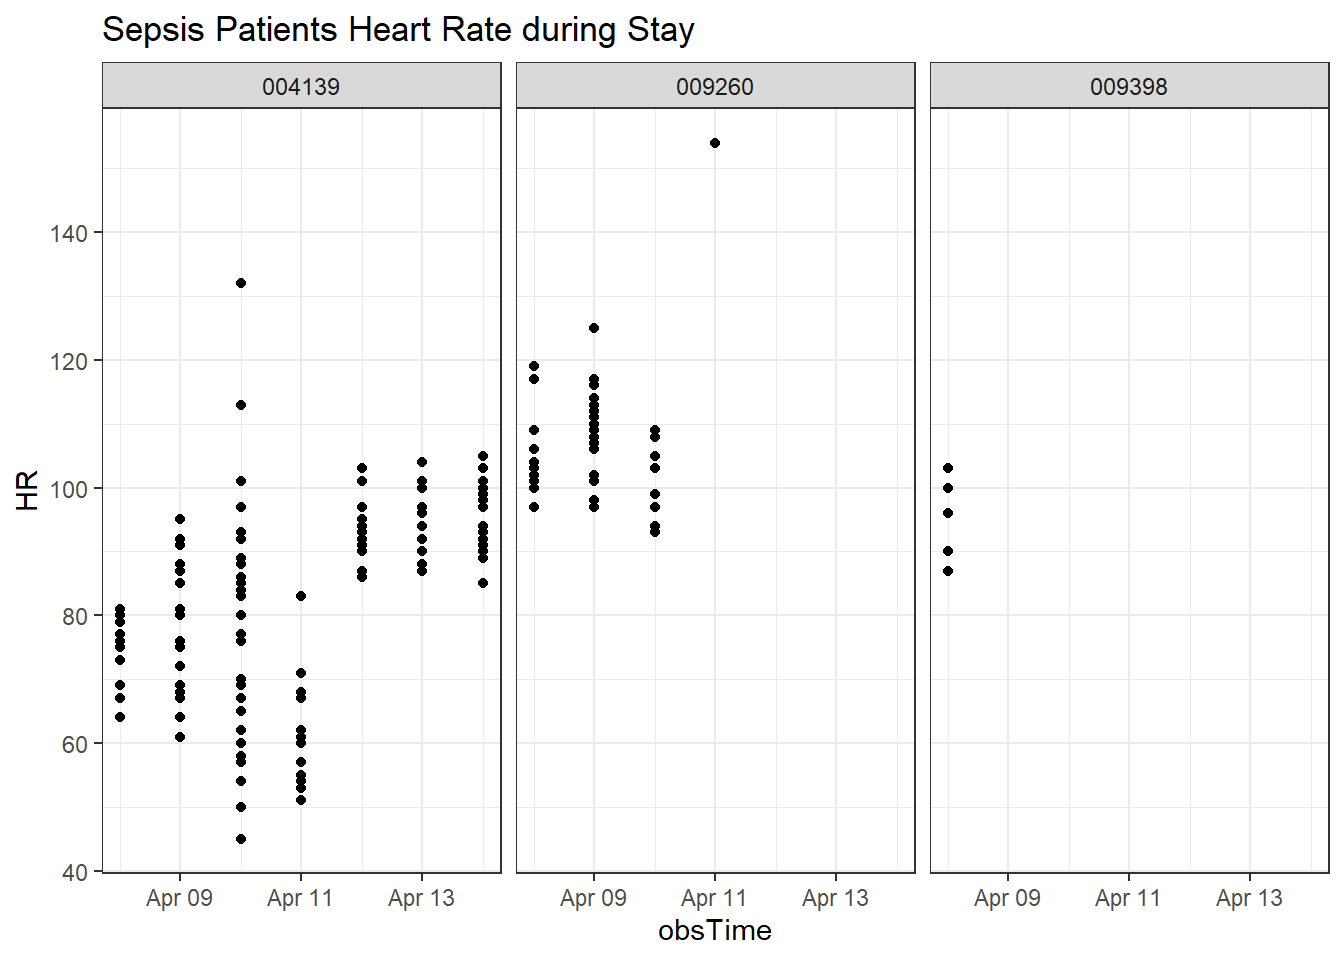 Sepsis Patients Heart Rate during Stay
004139 009260 009398
140
120
100
80
60
40
HR
Apr 09 Apr 11 Apr 13 Apr 09 Apr 11 Apr 13 Apr 09 Apr 11 Apr 13
obsTime